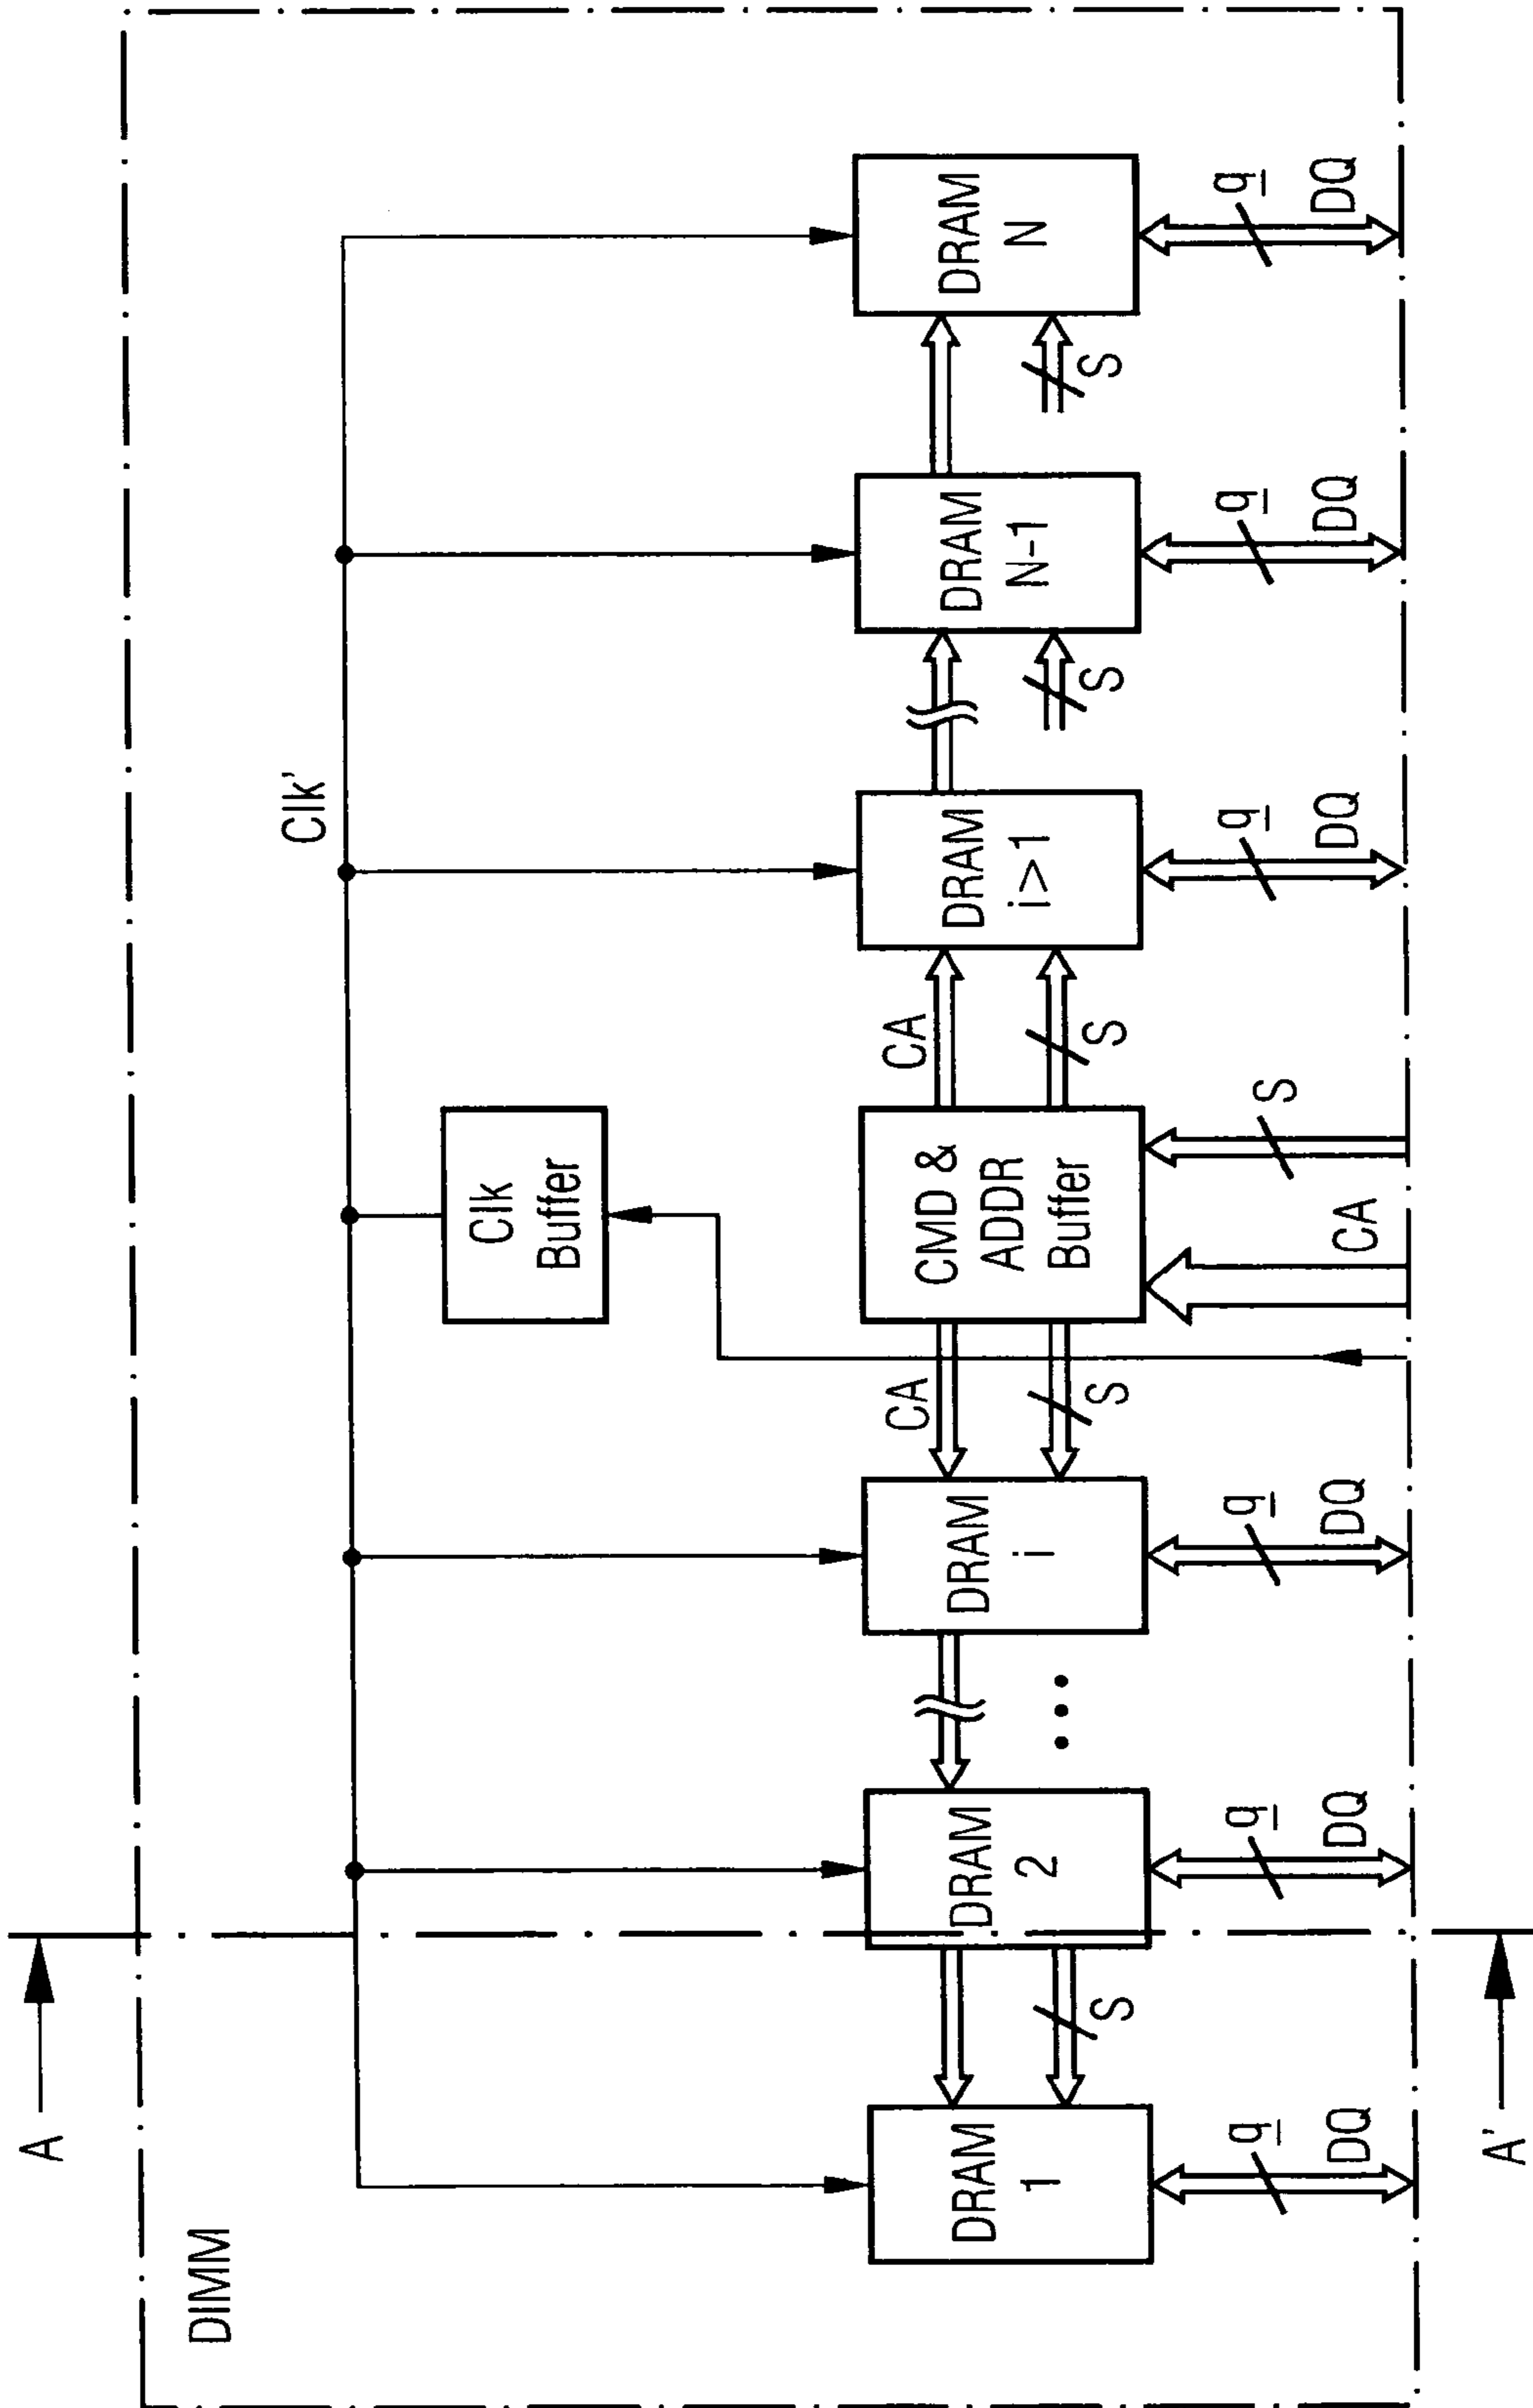 A
DIMM
Clk'
Clk
Buffer
DRAM
1
S
DRAM
2
DRAM
i
CA
S
CMD &
ADDR
Buffer
CA
S
DRAM
i>1
S
DRAM
N-1
S
DRAM
N
q
DQ
q
DQ
q
DQ
CA
S
q
DQ
q
DQ
q
DQ
A'